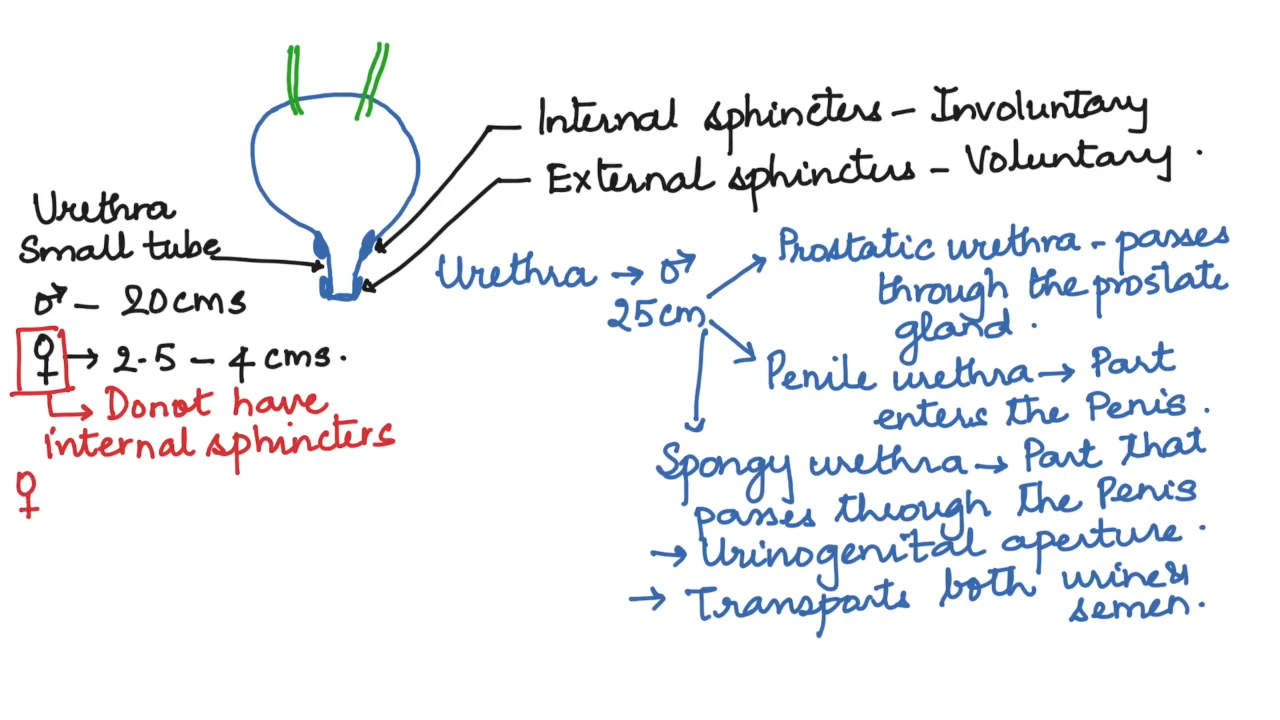 Internal sphincters – Involuntary
External sphincters – Voluntary.
Urethra
Small tube
♂ – 20cms
♀ → 2.5 – 4 cms.
→ Donot have
internal sphincters
♀
Urethra → ♂
25cm
Prostatic urethra - passes
through the prostate
gland.
Penile urethra → Part
enters the Penis.
Spongy urethra → Part that
passes through the Penis
→ Urinogenital aperture.
→ Transports both urine &
semen.